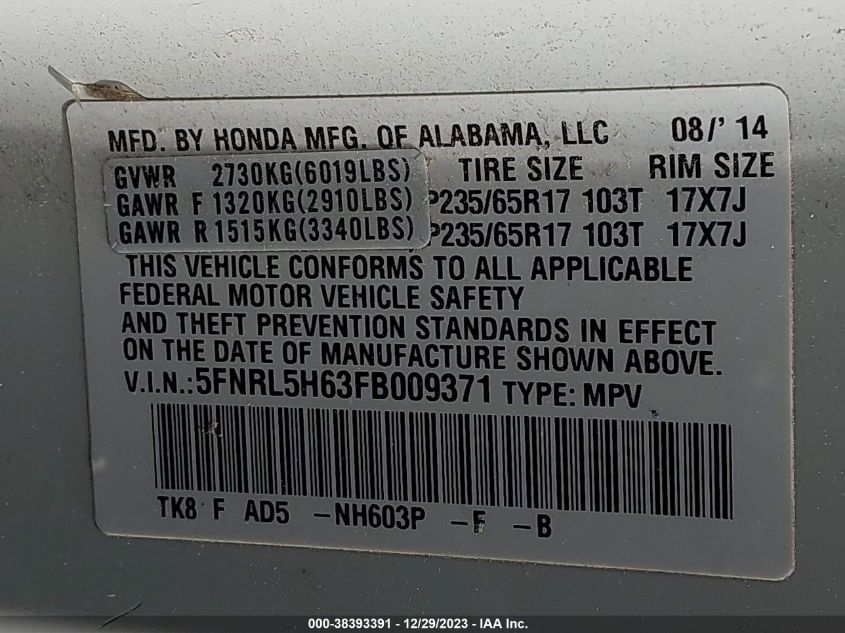 MFD. BY HONDA MFG. OF ALABAMA, LLC 08/' 14
GVWR 2730KG(6019LBS) TIRE SIZE RIM SIZE
GAWR F 1320KG(2910LBS) P235/65R17 103T 17X7J
GAWR R 1515KG(3340LBS) P235/65R17 103T 17X7J
THIS VEHICLE CONFORMS TO ALL APPLICABLE
FEDERAL MOTOR VEHICLE SAFETY
AND THEFT PREVENTION STANDARDS IN EFFECT
ON THE DATE OF MANUFACTURE SHOWN ABOVE.
V.I.N.:5FNRL5H63FB009371 TYPE: MPV
TK8 F AD5 -NH603P -F -B
000-38393391 - 12/29/2023 - IAA Inc.